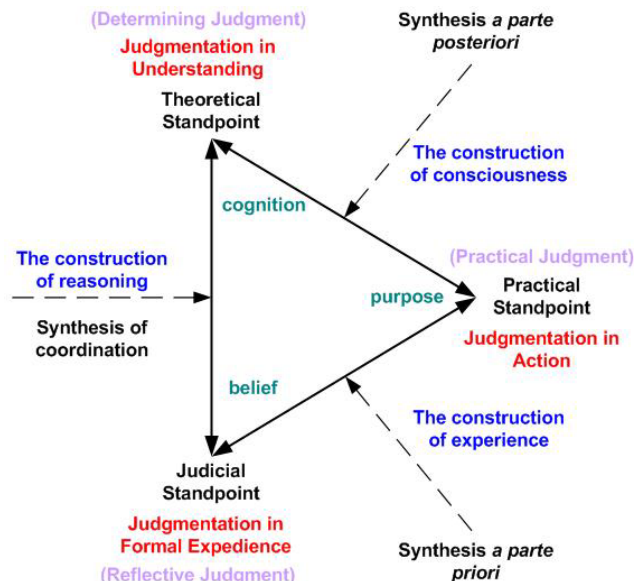 (Determining Judgment)
Judgmentation in
Understanding
Theoretical
Standpoint
Synthesis a parte
posteriori
The construction
of consciousness
cognition
The construction
of reasoning
Synthesis of
coordination
(Practical Judgment)
purpose
Practical
Standpoint
Judgmentation in
Action
belief
The construction
of experience
Judicial
Standpoint
Judgmentation in
Formal Expedience
(Reflective Judgment)
Synthesis a parte
priori